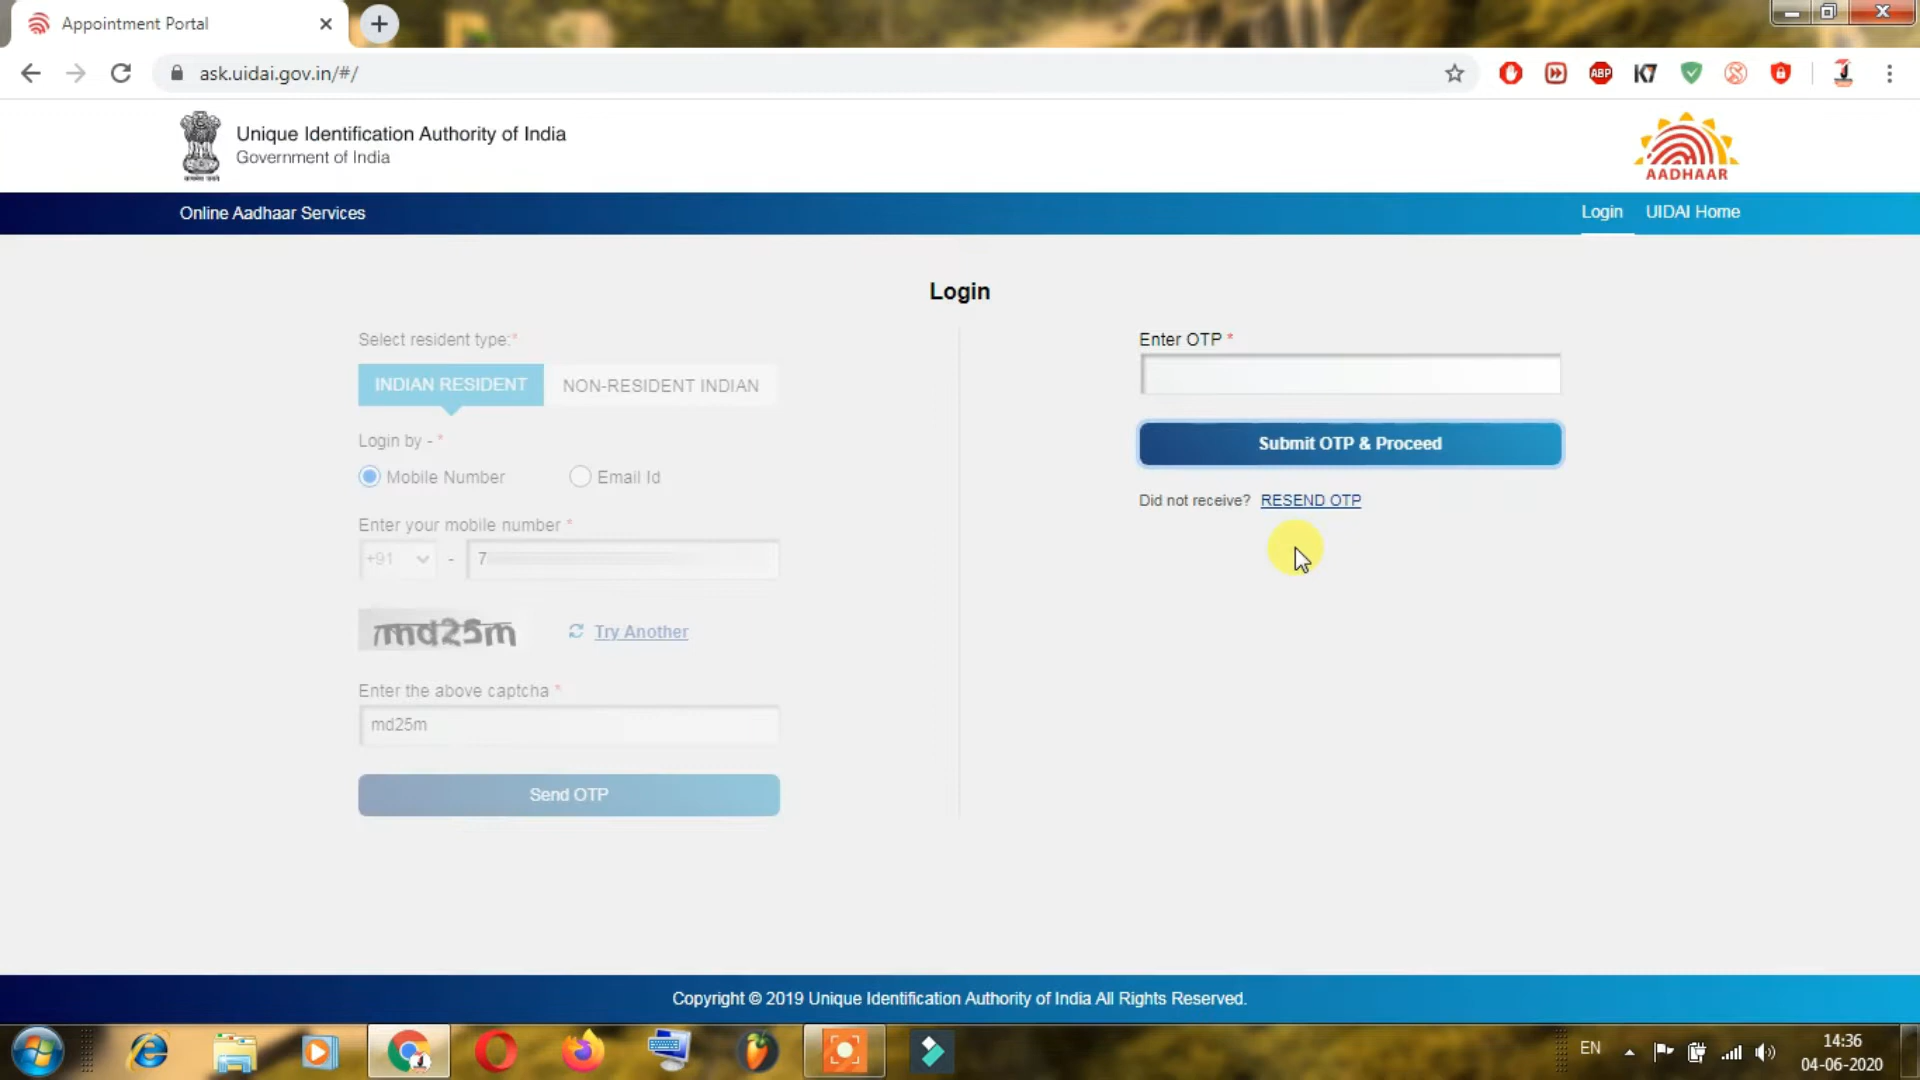 Appointment Portal
ask.uidai.gov.in/#/
ABP
K7
Unique Identification Authority of India
Government of India
AADHAAR
Online Aadhaar Services
Login
UIDAI Home
Login
Select resident type:*
INDIAN RESIDENT
NON-RESIDENT INDIAN
Login by - *
Mobile Number
Email Id
Enter your mobile number *
+91
-
7
md25m
Try Another
Enter the above captcha *
md25m
Send OTP
Enter OTP *
Submit OTP & Proceed
Did not receive? RESEND OTP
Copyright © 2019 Unique Identification Authority of India All Rights Reserved.
EN
14:36
04-06-2020